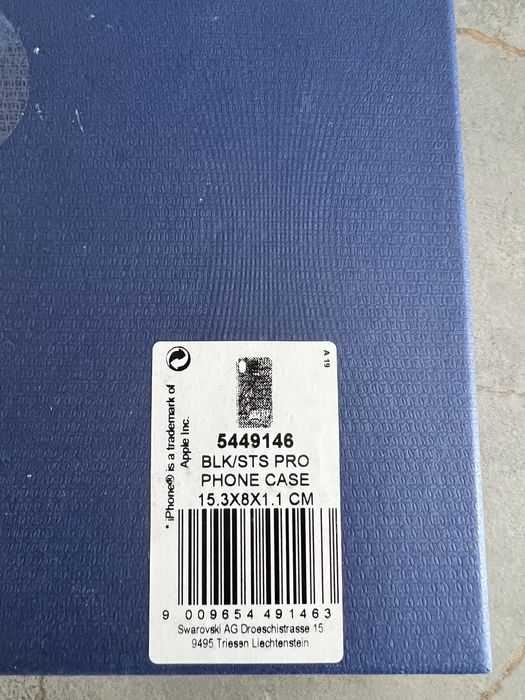 A 19
* iPhone® is a trademark of
Apple Inc.
5449146
BLK/STS PRO
PHONE CASE
15.3X8X1.1 CM
9 009654 491463
Swarovski AG Droeschistrasse 15
9495 Triesen Liechtenstein